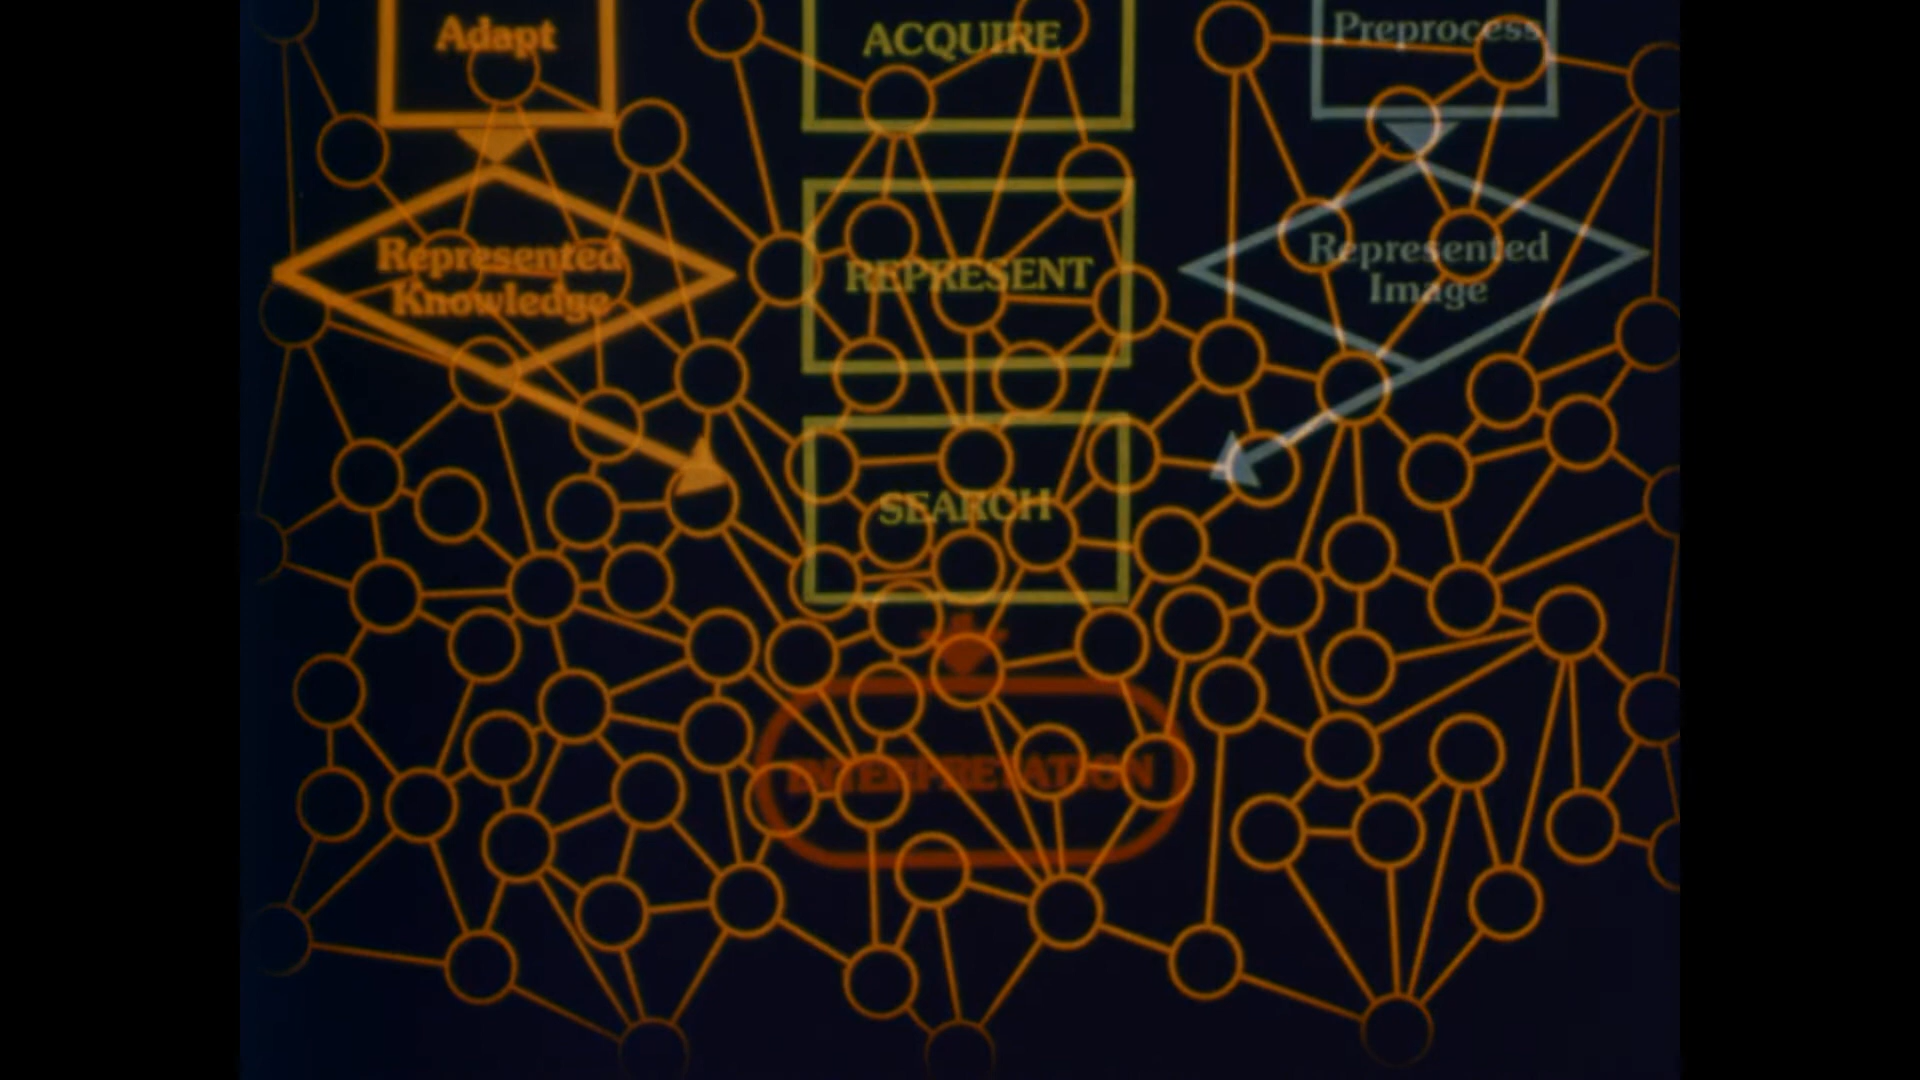 Adapt
ACQUIRE
Preprocess
Represented
Knowledge
REPRESENT
Represented
Image
SEARCH
INTERPRETATION